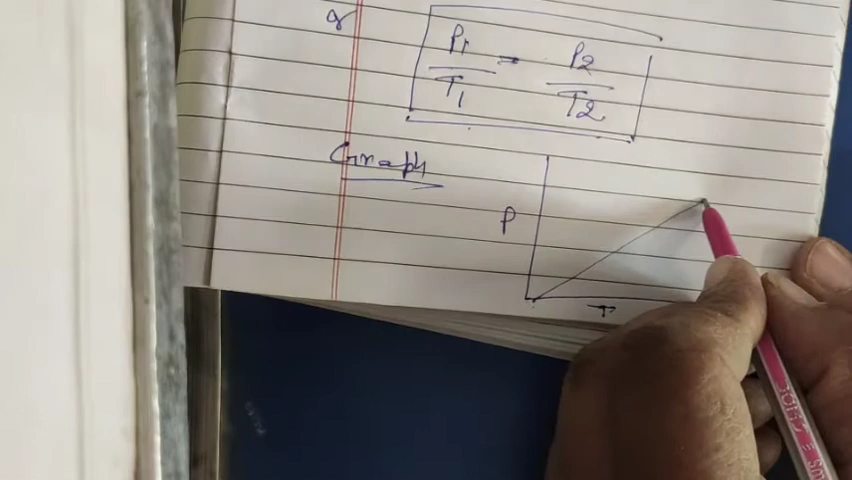 or
P1 = P2
T1 T2
Graph
P
T